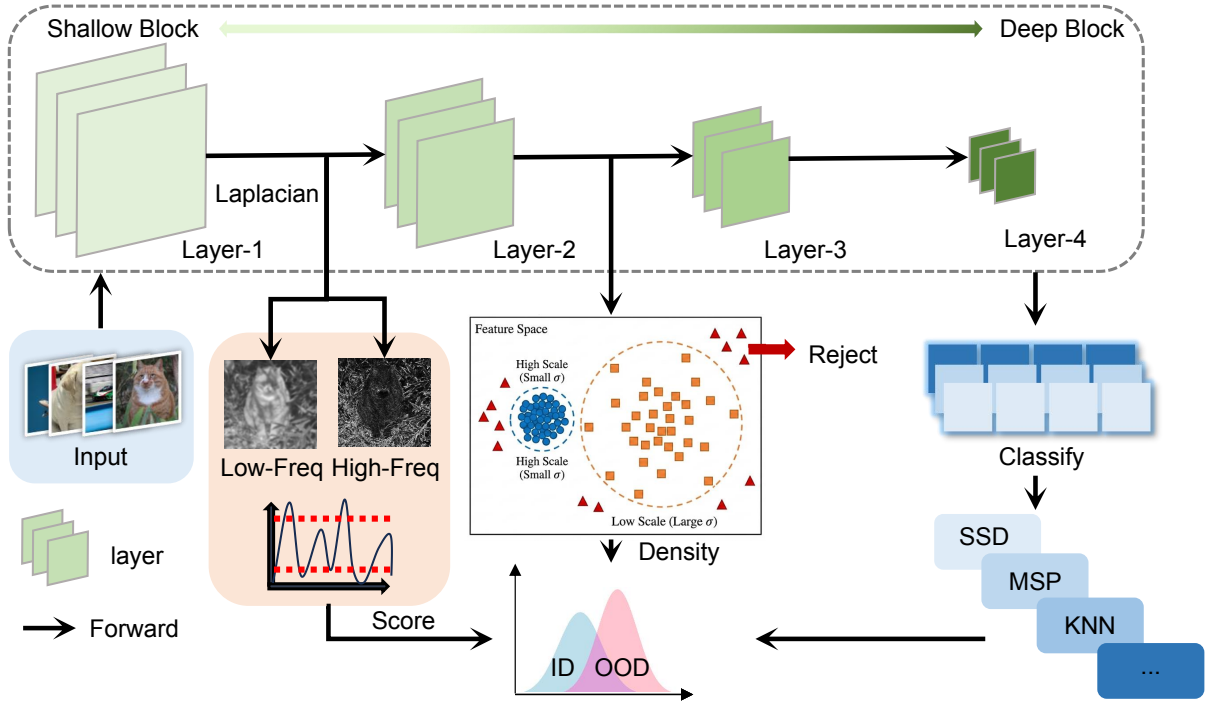 Shallow Block
Deep Block
Laplacian
Layer-1
Layer-2
Layer-3
Layer-4
Input
Low-Freq
High-Freq
Feature Space
High Scale
(Small σ)
High Scale
(Small σ)
Low Scale (Large σ)
Reject
Classify
layer
Forward
Score
Density
ID
OOD
SSD
MSP
KNN
...